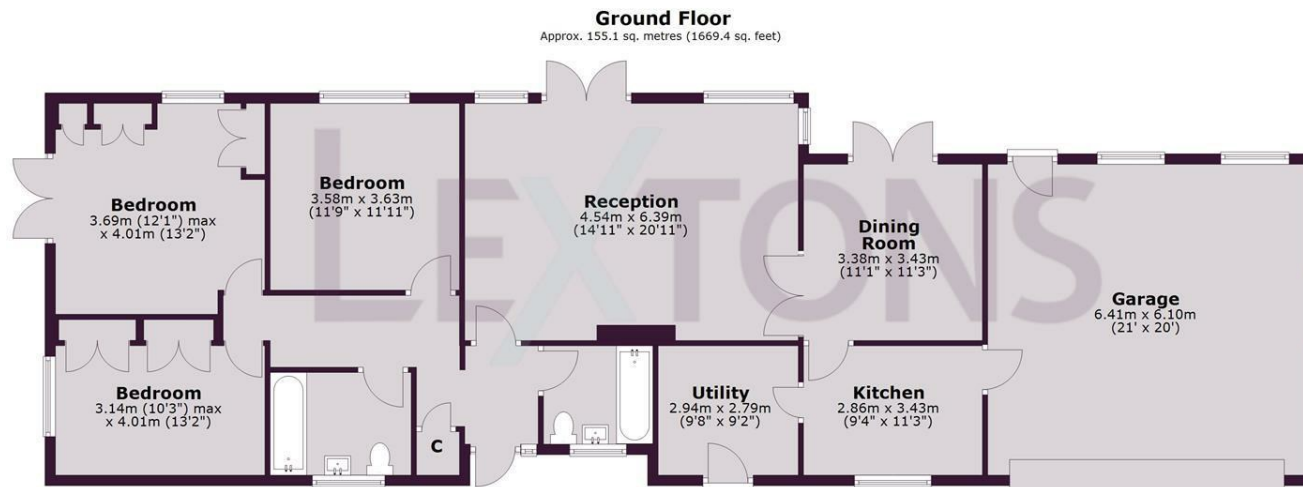 Ground Floor
Approx. 155.1 sq. metres (1669.4 sq. feet)
Bedroom
3.69m (12'1") max
x 4.01m (13'2")
Bedroom
3.58m x 3.63m
(11'9" x 11'11")
Reception
4.54m x 6.39m
(14'11" x 20'11")
Dining
Room
3.38m x 3.43m
(11'1" x 11'3")
Garage
6.41m x 6.10m
(21' x 20')
Bedroom
3.14m (10'3") max
x 4.01m (13'2")
C
Utility
2.94m x 2.79m
(9'8" x 9'2")
Kitchen
2.86m x 3.43m
(9'4" x 11'3")
LEXTONS